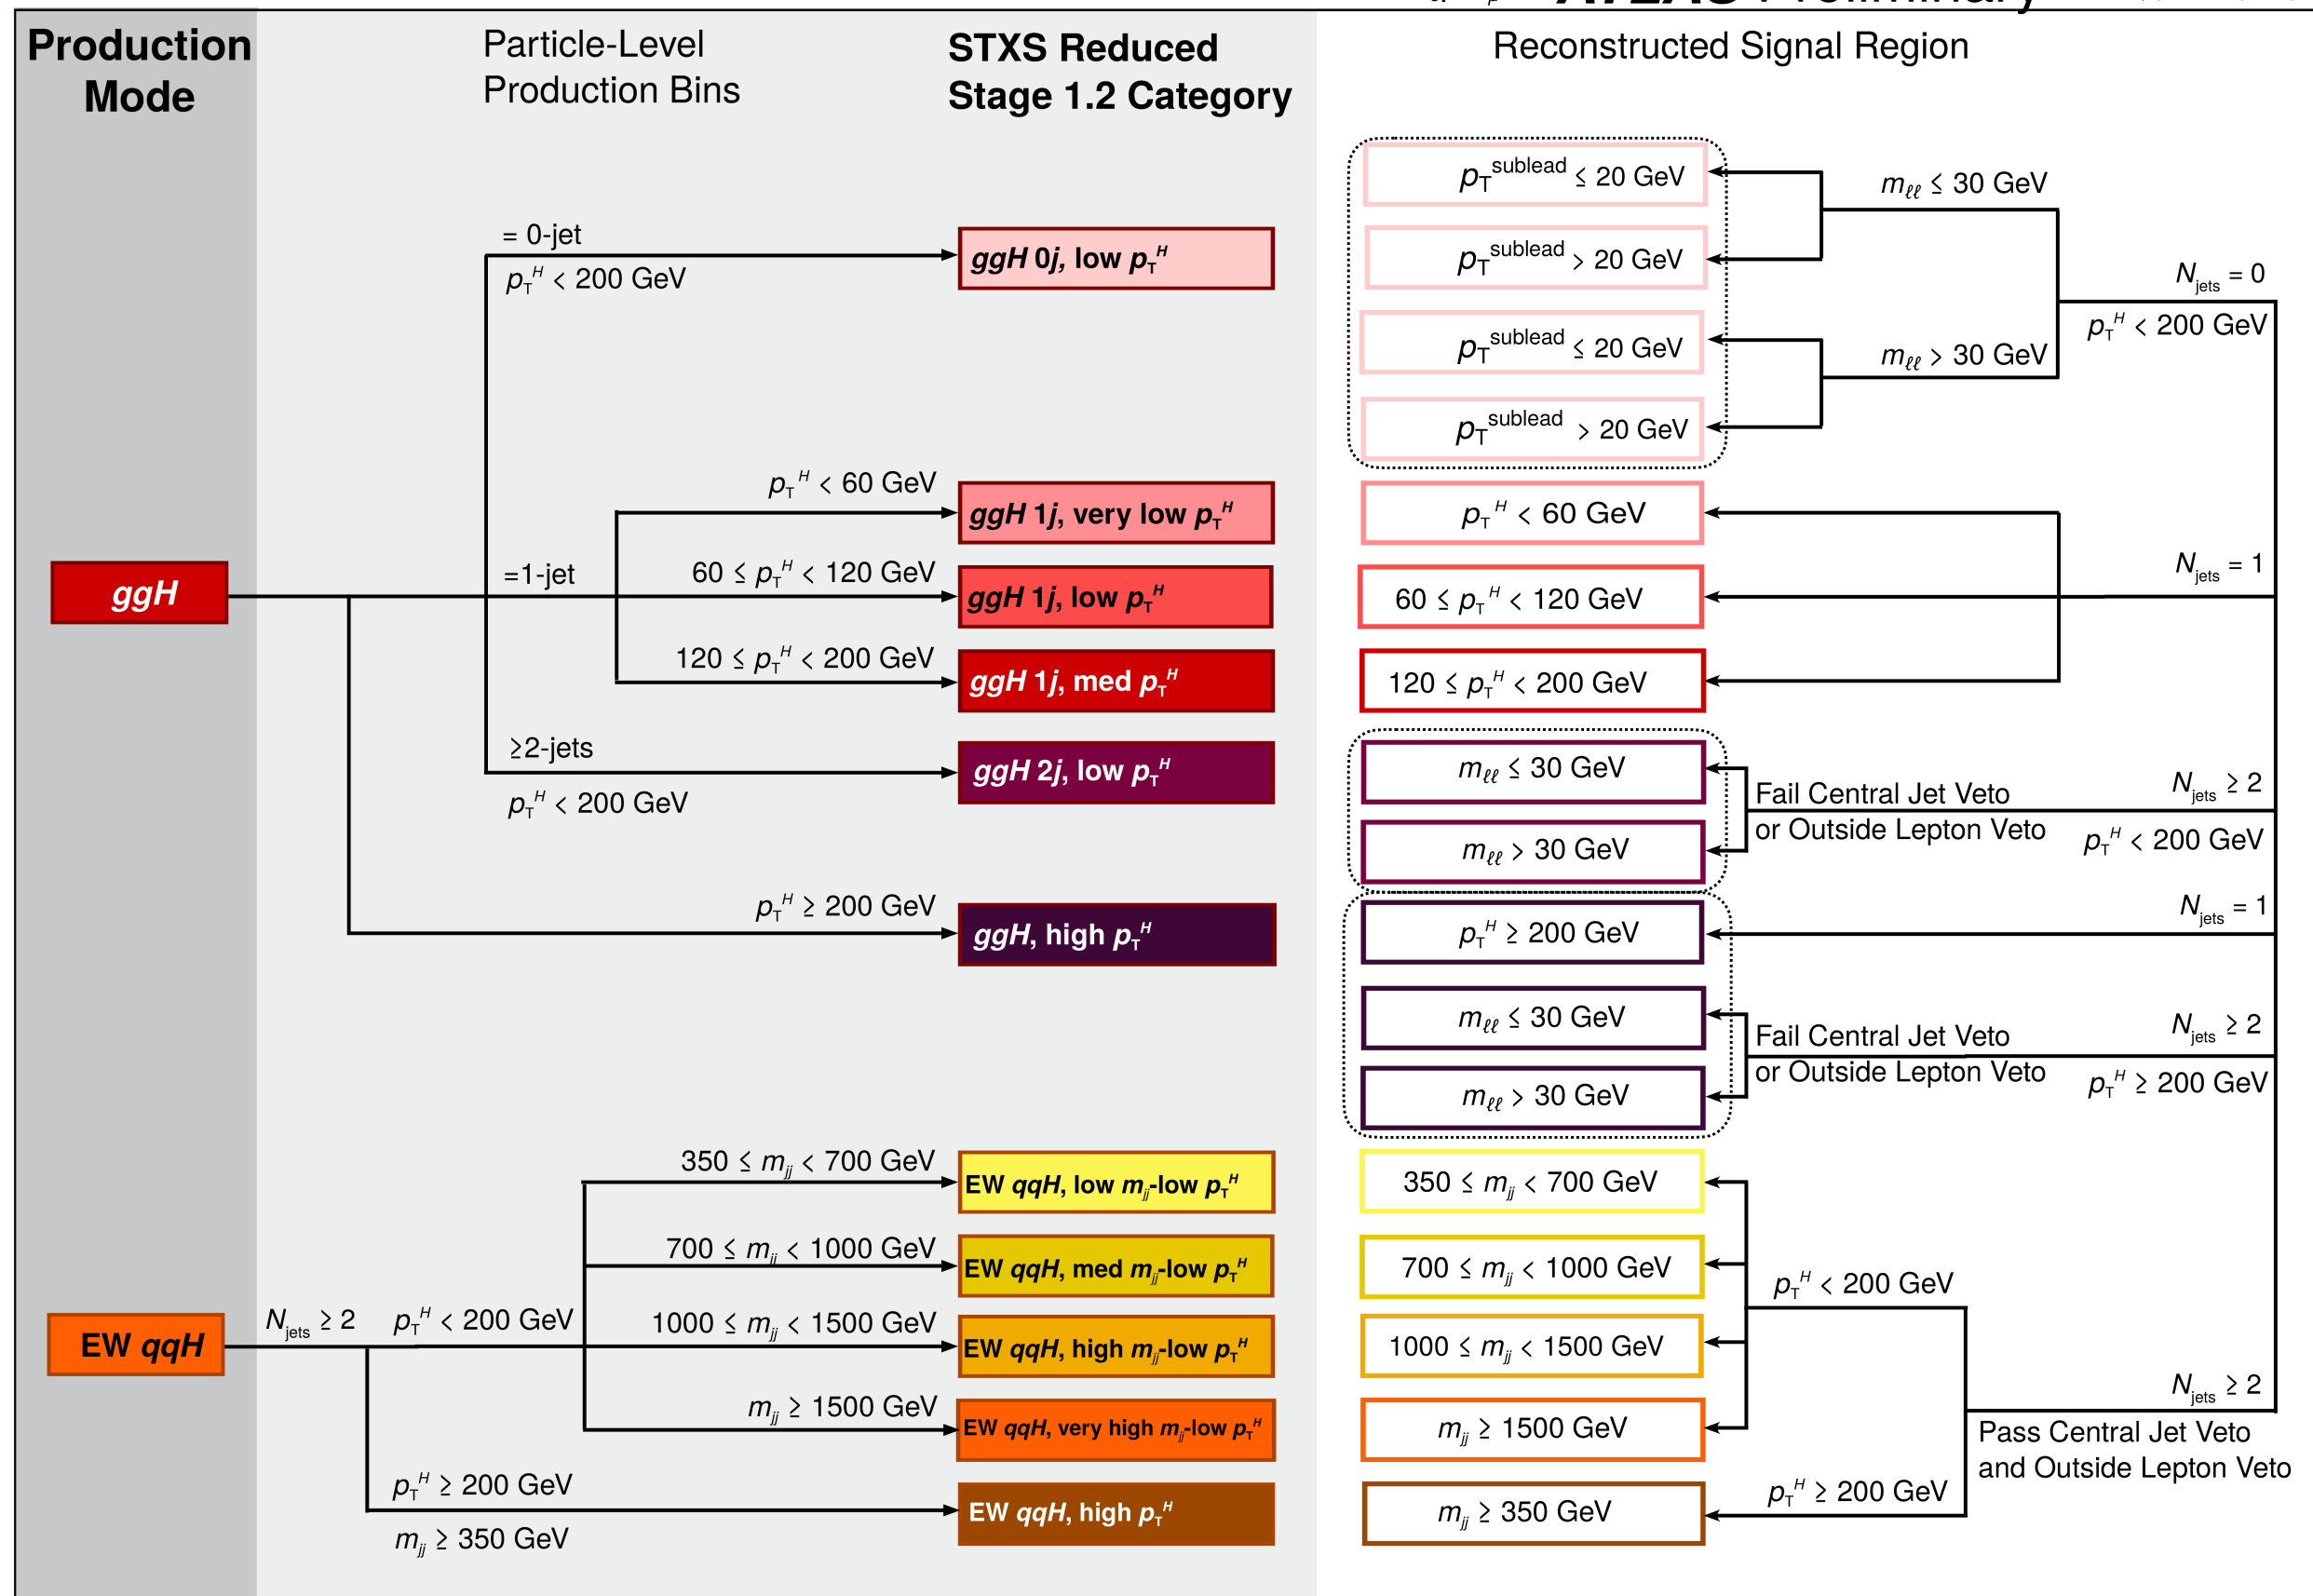 ATLAS Preliminary
Production
Mode
Particle-Level
Production Bins
STXS Reduced
Stage 1.2 Category
Reconstructed Signal Region
= 0-jet
p_T^H < 200 GeV
ggH 0j, low p_T^H
p_T^sublead ≤ 20 GeV
p_T^sublead > 20 GeV
p_T^sublead ≤ 20 GeV
p_T^sublead > 20 GeV
m_ℓℓ ≤ 30 GeV
m_ℓℓ > 30 GeV
N_jets = 0
p_T^H < 200 GeV
ggH
=1-jet
p_T^H < 60 GeV
ggH 1j, very low p_T^H
p_T^H < 60 GeV
60 ≤ p_T^H < 120 GeV
ggH 1j, low p_T^H
60 ≤ p_T^H < 120 GeV
N_jets = 1
120 ≤ p_T^H < 200 GeV
ggH 1j, med p_T^H
120 ≤ p_T^H < 200 GeV
≥2-jets
p_T^H < 200 GeV
ggH 2j, low p_T^H
m_ℓℓ ≤ 30 GeV
m_ℓℓ > 30 GeV
Fail Central Jet Veto
or Outside Lepton Veto
N_jets ≥ 2
p_T^H < 200 GeV
p_T^H ≥ 200 GeV
ggH, high p_T^H
p_T^H ≥ 200 GeV
N_jets = 1
m_ℓℓ ≤ 30 GeV
m_ℓℓ > 30 GeV
Fail Central Jet Veto
or Outside Lepton Veto
N_jets ≥ 2
p_T^H ≥ 200 GeV
EW qqH
N_jets ≥ 2
p_T^H < 200 GeV
350 ≤ m_jj < 700 GeV
EW qqH, low m_jj-low p_T^H
350 ≤ m_jj < 700 GeV
700 ≤ m_jj < 1000 GeV
EW qqH, med m_jj-low p_T^H
700 ≤ m_jj < 1000 GeV
1000 ≤ m_jj < 1500 GeV
EW qqH, high m_jj-low p_T^H
1000 ≤ m_jj < 1500 GeV
m_jj ≥ 1500 GeV
EW qqH, very high m_jj-low p_T^H
m_jj ≥ 1500 GeV
p_T^H < 200 GeV
p_T^H ≥ 200 GeV
m_jj ≥ 350 GeV
EW qqH, high p_T^H
m_jj ≥ 350 GeV
p_T^H ≥ 200 GeV
N_jets ≥ 2
Pass Central Jet Veto
and Outside Lepton Veto